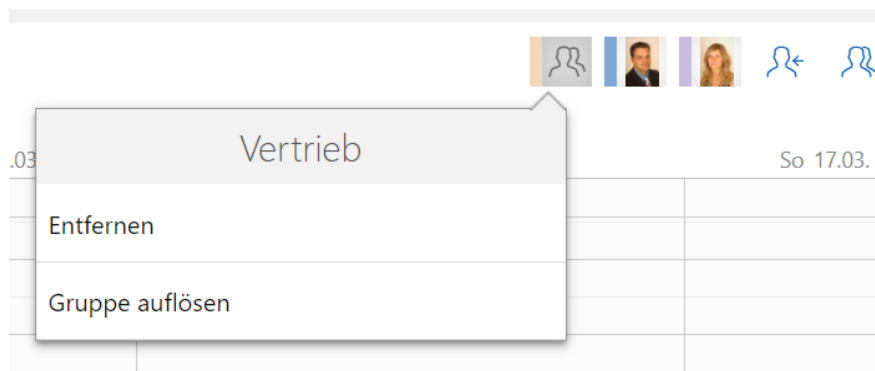 Vertrieb
.03
So 17.03.
Entfernen
Gruppe auflösen